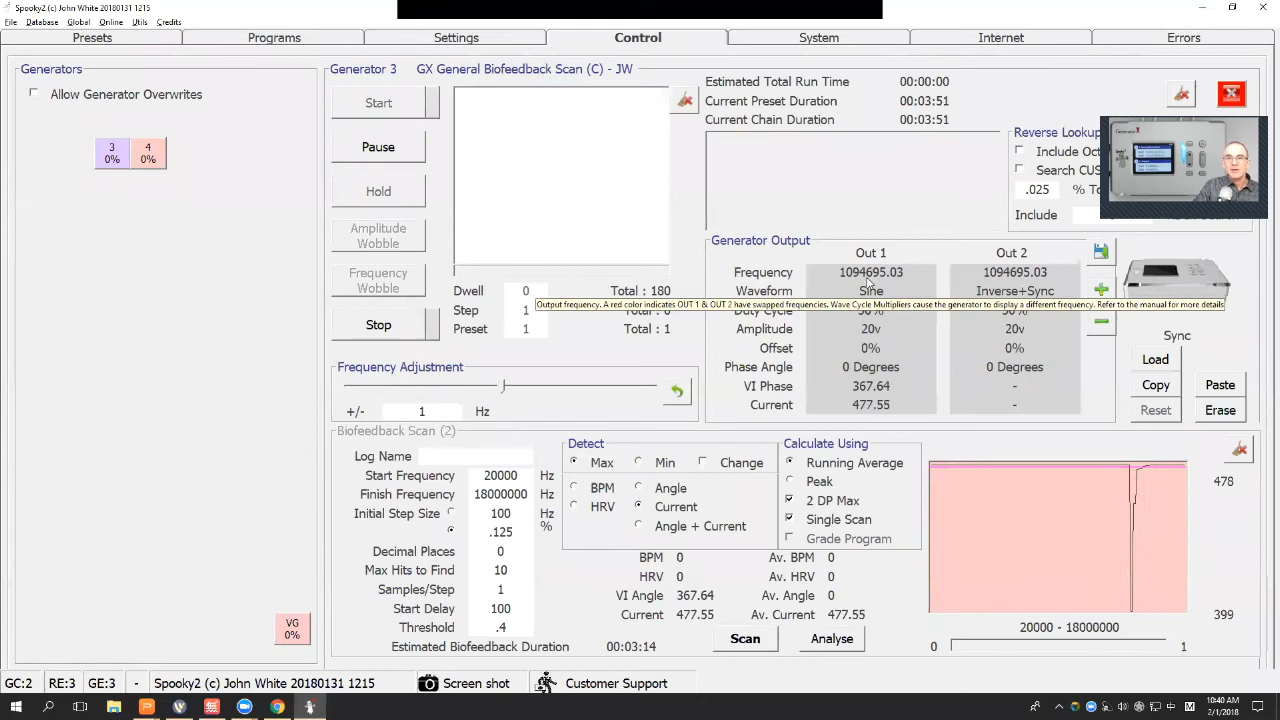 Spooky2 (c) John White 20180131 1215
File Database Global Online Utils Credits
Presets Programs Settings Control System Internet Errors
Generators
Allow Generator Overwrites
3
0%
4
0%
VG
0%
Generator 3 GX General Biofeedback Scan (C) - JW
Start
Pause
Hold
Amplitude
Wobble
Frequency
Wobble
Stop
Dwell 0 Total : 180
Step 1 Total : 0
Preset 1 Total : 1
Frequency Adjustment
+/- 1 Hz
Estimated Total Run Time 00:00:00
Current Preset Duration 00:03:51
Current Chain Duration 00:03:51
Reverse Lookup
Include Oct
Search CUS
.025 % To
Include
Generator Output
Out 1 Out 2
Frequency 1094695.03 1094695.03
Waveform Sine Inverse+Sync
Output frequency. A red color indicates OUT 1 & OUT 2 have swapped frequencies. Wave Cycle Multipliers cause the generator to display a different frequency. Refer to the manual for more details
Duty Cycle 50% 50%
Amplitude 20v 20v
Offset 0% 0%
Phase Angle 0 Degrees 0 Degrees
VI Phase 367.64 -
Current 477.55 -
Sync
Load
Copy Paste
Reset Erase
Biofeedback Scan (2)
Log Name
Start Frequency 20000 Hz
Finish Frequency 18000000 Hz
Initial Step Size 100 Hz
.125 %
Decimal Places 0
Max Hits to Find 10
Samples/Step 1
Start Delay 100
Threshold .4
Estimated Biofeedback Duration 00:03:14
Detect
Max Min Change
BPM Angle
HRV Current
Angle + Current
Calculate Using
Running Average
Peak
2 DP Max
Single Scan
Grade Program
BPM 0 Av. BPM 0
HRV 0 Av. HRV 0
VI Angle 367.64 Av. Angle 0
Current 477.55 Av. Current 477.55
Scan Analyse
478
399
20000 - 18000000
0 1
GC:2 RE:3 GE:3 - Spooky2 (c) John White 20180131 1215 Screen shot Customer Support
10:40 AM
2/1/2018